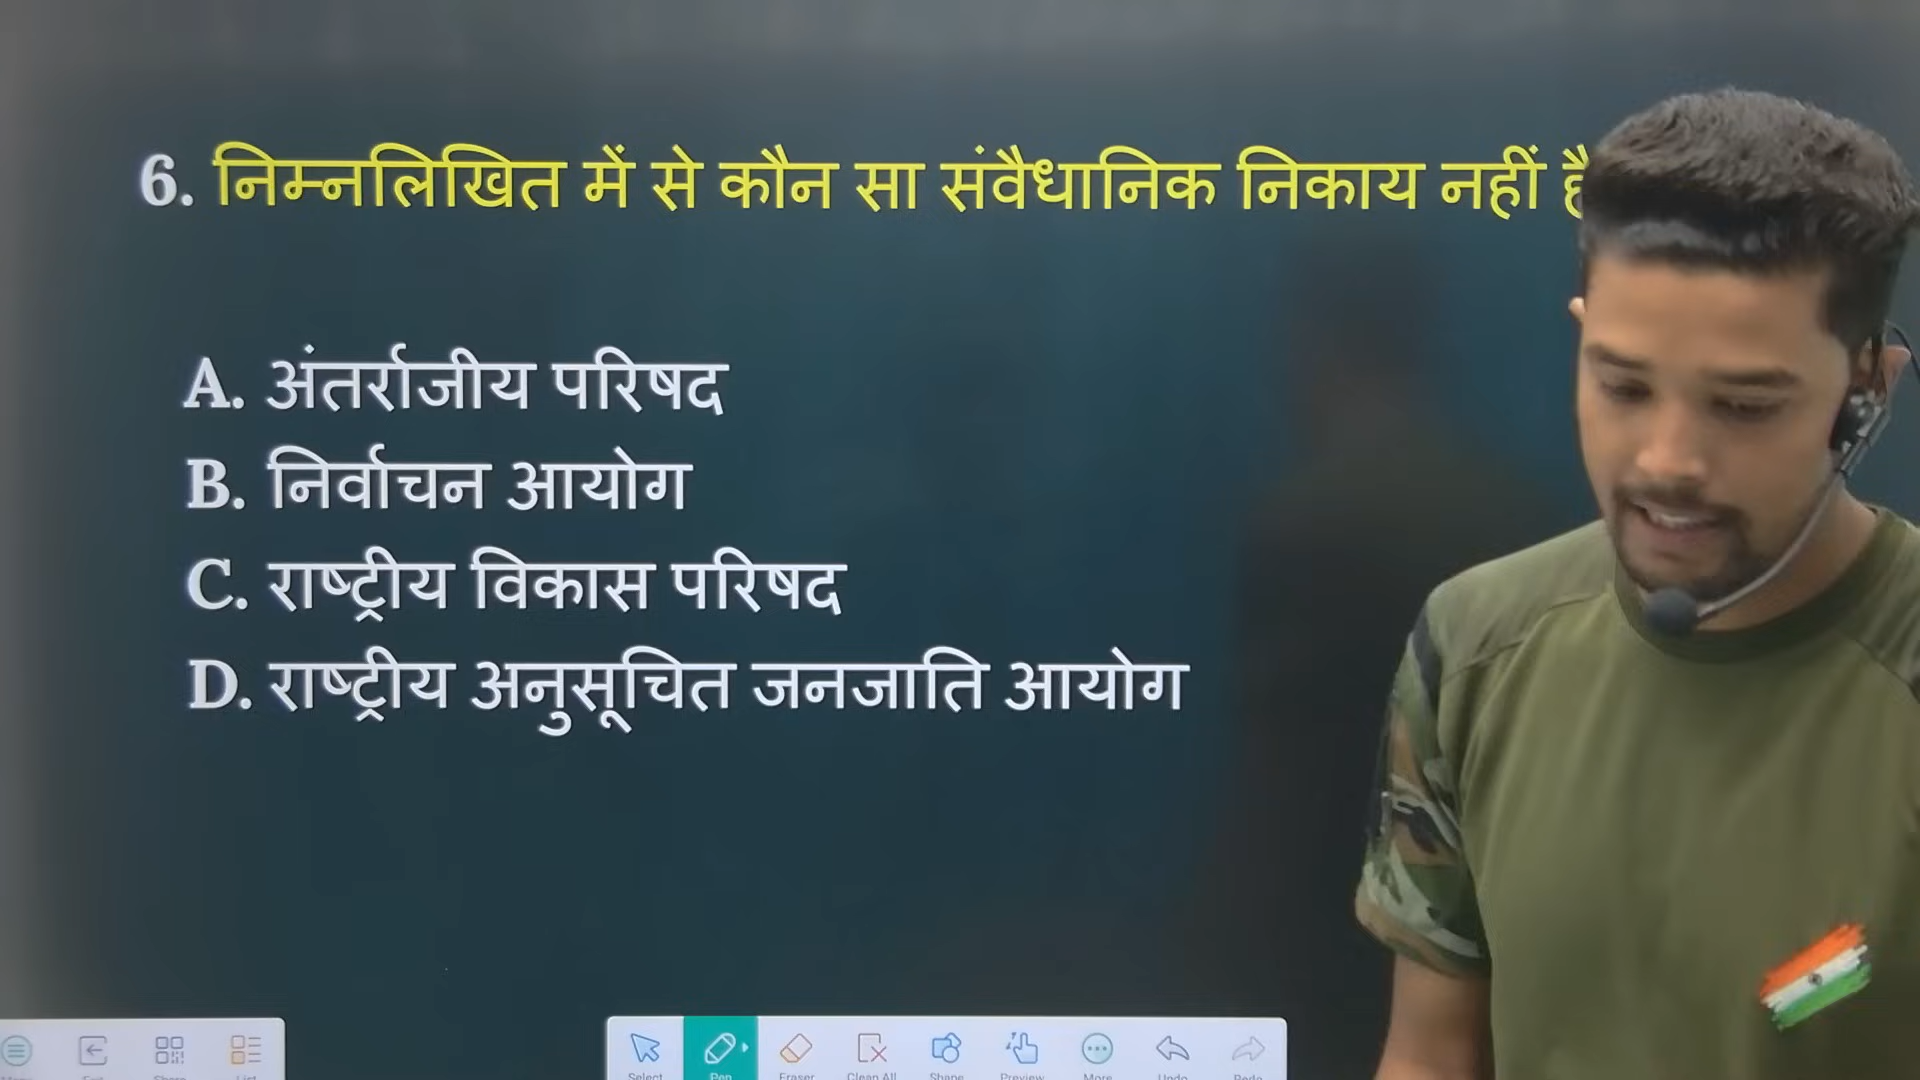 6. निम्नलिखित में से कौन सा संवैधानिक निकाय नहीं है
A. अंतर्राजीय परिषद
B. निर्वाचन आयोग
C. राष्ट्रीय विकास परिषद
D. राष्ट्रीय अनुसूचित जनजाति आयोग
Select Pen Eraser Clean All Shape Preview More Undo Redo